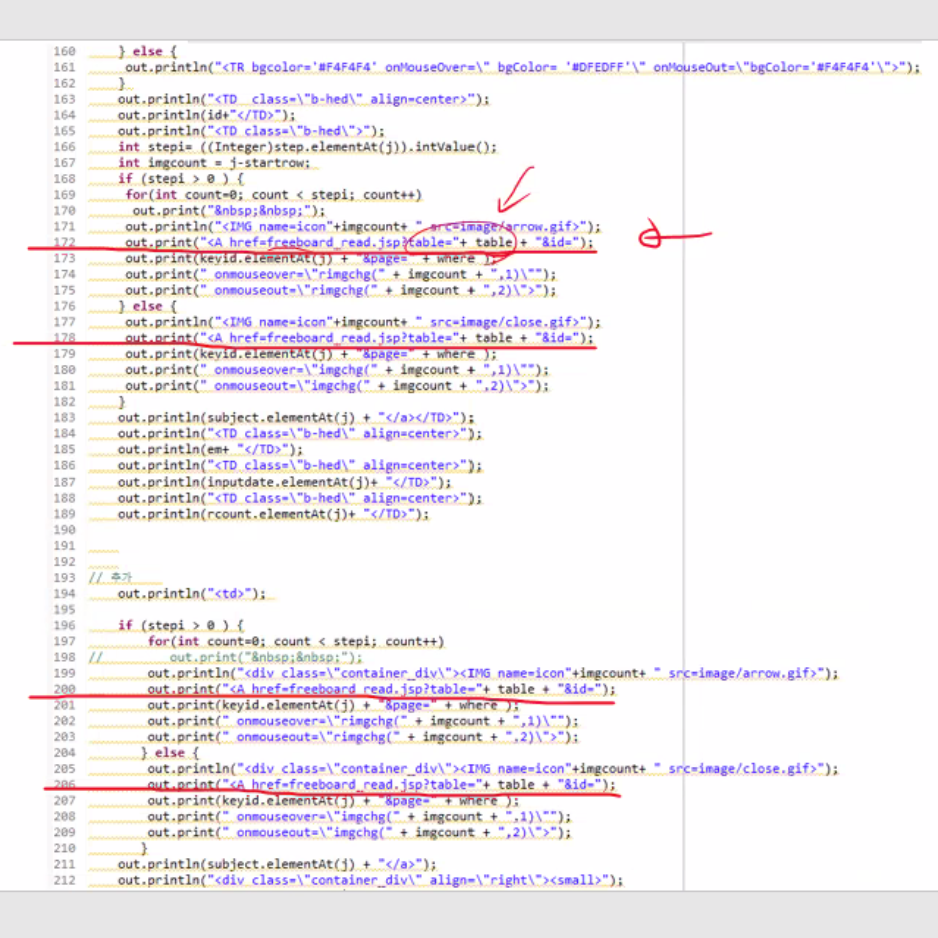 160 } else {
161 out.println("<TR bgcolor='#F4F4F4' onMouseOver=\" bgColor= '#DFEDFF'\" onMouseOut=\"bgColor='#F4F4F4'\">");
162 }
163 out.println("<TD class=\"b-hed\" align=center>");
164 out.println(id+"</TD>");
165 out.println("<TD class=\"b-hed\">");
166 int stepi= ((Integer)step.elementAt(j)).intValue();
167 int imgcount = j-startrow;
168 if (stepi > 0 ) {
169 for(int count=0; count < stepi; count++)
170 out.print("&nbsp;&nbsp;");
171 out.println("<IMG name=icon"+imgcount+ " src=image/arrow.gif>");
172 out.print("<A href=freeboard_read.jsp?table="+ table + "&id=");
173 out.print(keyid.elementAt(j) + "&page=" + where );
174 out.print(" onmouseover=\"rimgchg(" + imgcount + ",1)\"");
175 out.print(" onmouseout=\"rimgchg(" + imgcount + ",2)\">");
176 } else {
177 out.println("<IMG name=icon"+imgcount+ " src=image/close.gif>");
178 out.print("<A href=freeboard_read.jsp?table="+ table + "&id=");
179 out.print(keyid.elementAt(j) + "&page=" + where );
180 out.print(" onmouseover=\"imgchg(" + imgcount + ",1)\"");
181 out.print(" onmouseout=\"imgchg(" + imgcount + ",2)\">");
182 }
183 out.println(subject.elementAt(j) + "</a></TD>");
184 out.println("<TD class=\"b-hed\" align=center>");
185 out.println(em+ "</TD>");
186 out.println("<TD class=\"b-hed\" align=center>");
187 out.println(inputdate.elementAt(j)+ "</TD>");
188 out.println("<TD class=\"b-hed\" align=center>");
189 out.println(rcount.elementAt(j)+ "</TD>");
190
191
192
193 // 추가
194 out.println("<td>");
195
196 if (stepi > 0 ) {
197 for(int count=0; count < stepi; count++)
198 // out.print("&nbsp;&nbsp;");
199 out.println("<div class=\"container_div\"><IMG name=icon"+imgcount+ " src=image/arrow.gif>");
200 out.print("<A href=freeboard_read.jsp?table="+ table + "&id=");
201 out.print(keyid.elementAt(j) + "&page=" + where );
202 out.print(" onmouseover=\"rimgchg(" + imgcount + ",1)\"");
203 out.print(" onmouseout=\"rimgchg(" + imgcount + ",2)\">");
204 } else {
205 out.println("<div class=\"container_div\"><IMG name=icon"+imgcount+ " src=image/close.gif>");
206 out.print("<A href=freeboard_read.jsp?table="+ table + "&id=");
207 out.print(keyid.elementAt(j) + "&page=" + where );
208 out.print(" onmouseover=\"imgchg(" + imgcount + ",1)\"");
209 out.print(" onmouseout=\"imgchg(" + imgcount + ",2)\">");
210 }
211 out.println(subject.elementAt(j) + "</a>");
212 out.println("<div class=\"container_div\" align=\"right\"><small>");